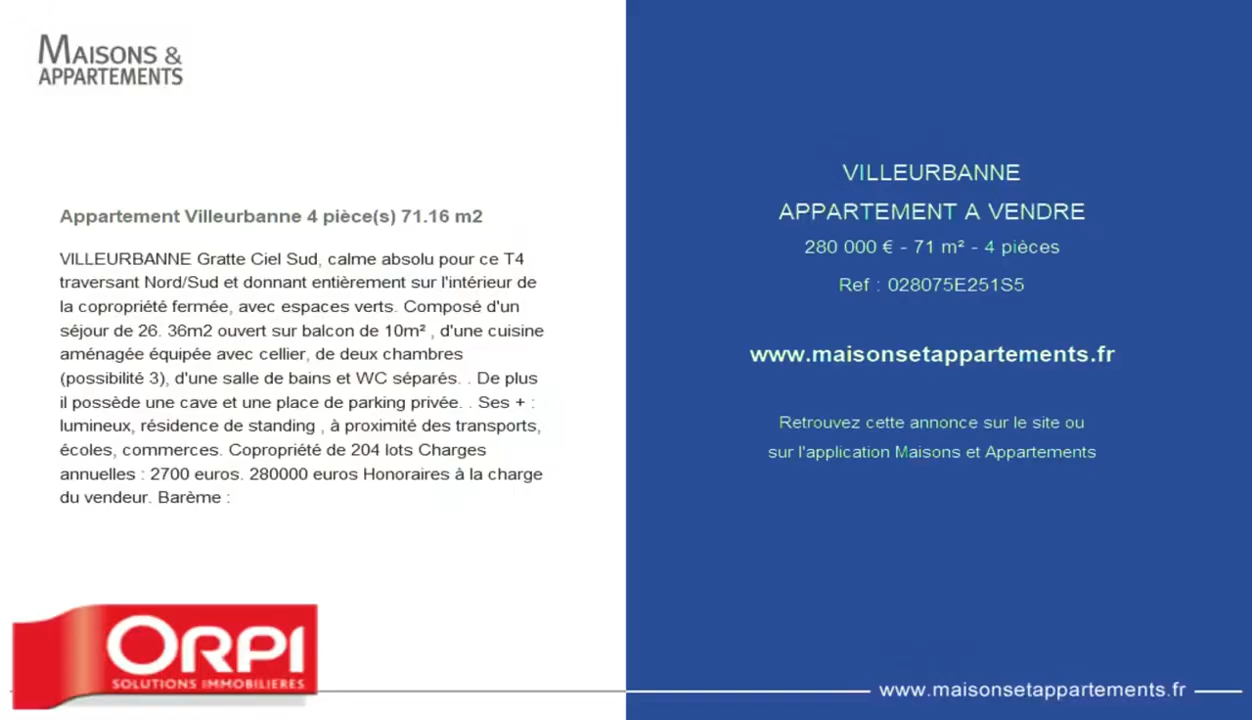 MAISONS &
APPARTEMENTS
Appartement Villeurbanne 4 pièce(s) 71.16 m2
VILLEURBANNE Gratte Ciel Sud, calme absolu pour ce T4
traversant Nord/Sud et donnant entièrement sur l'intérieur de
la copropriété fermée, avec espaces verts. Composé d'un
séjour de 26. 36m2 ouvert sur balcon de 10m² , d'une cuisine
aménagée équipée avec cellier, de deux chambres
(possibilité 3), d'une salle de bains et WC séparés. . De plus
il possède une cave et une place de parking privée. . Ses + :
lumineux, résidence de standing , à proximité des transports,
écoles, commerces. Copropriété de 204 lots Charges
annuelles : 2700 euros. 280000 euros Honoraires à la charge
du vendeur. Barème :
ORPI
SOLUTIONS IMMOBILIERES
VILLEURBANNE
APPARTEMENT A VENDRE
280 000 € - 71 m² - 4 pièces
Ref : 028075E251S5
www.maisonsetappartements.fr
Retrouvez cette annonce sur le site ou
sur l'application Maisons et Appartements
www.maisonsetappartements.fr